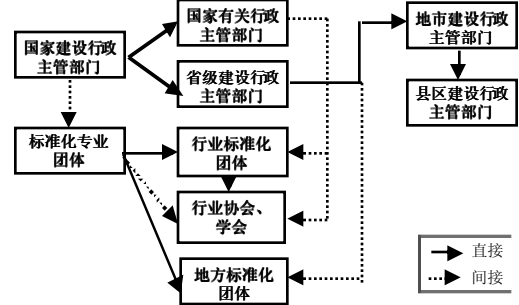 国家建设行政
主管部门
国家有关行政
主管部门
省级建设行政
主管部门
地市建设行政
主管部门
县区建设行政
主管部门
标准化专业
团体
行业标准化
团体
行业协会、
学会
地方标准化
团体
直接
间接